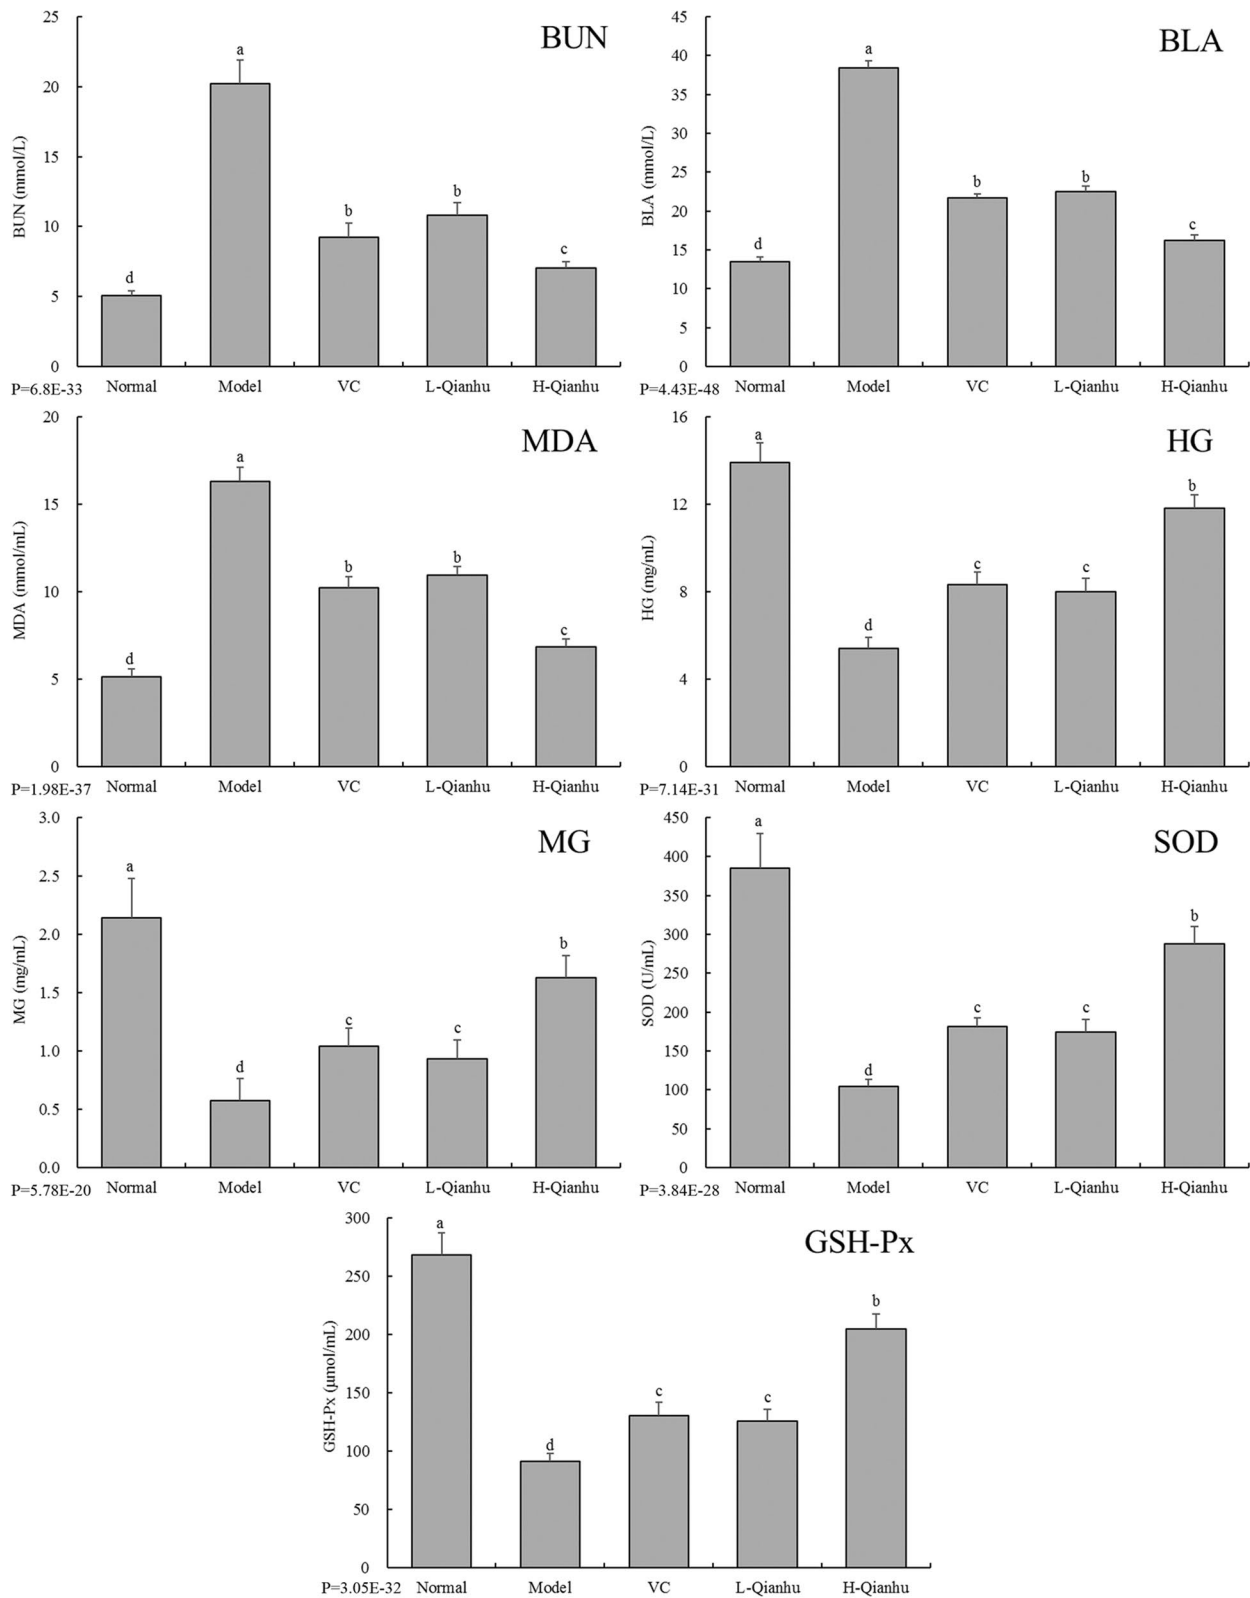 BUN
BUN (mmol/L)
25
20
15
10
5
0
a
b
b
c
d
P=6.8E-33
Normal Model VC L-Qianhu H-Qianhu
BLA
BLA (mmol/L)
45
40
35
30
25
20
15
10
5
0
a
b
b
c
d
P=4.43E-48
Normal Model VC L-Qianhu H-Qianhu
MDA
MDA (mmol/mL)
20
15
10
5
0
a
b
b
c
d
P=1.98E-37
Normal Model VC L-Qianhu H-Qianhu
HG
HG (mg/mL)
16
12
8
4
0
a
b
c
c
d
P=7.14E-31
Normal Model VC L-Qianhu H-Qianhu
MG
MG (mg/mL)
3.0
2.5
2.0
1.5
1.0
0.5
0.0
a
b
c
c
d
P=5.78E-20
Normal Model VC L-Qianhu H-Qianhu
SOD
SOD (U/mL)
450
400
350
300
250
200
150
100
50
0
a
b
c
c
d
P=3.84E-28
Normal Model VC L-Qianhu H-Qianhu
GSH-Px
GSH-Px (μmol/mL)
300
250
200
150
100
50
0
a
b
c
c
d
P=3.05E-32
Normal Model VC L-Qianhu H-Qianhu